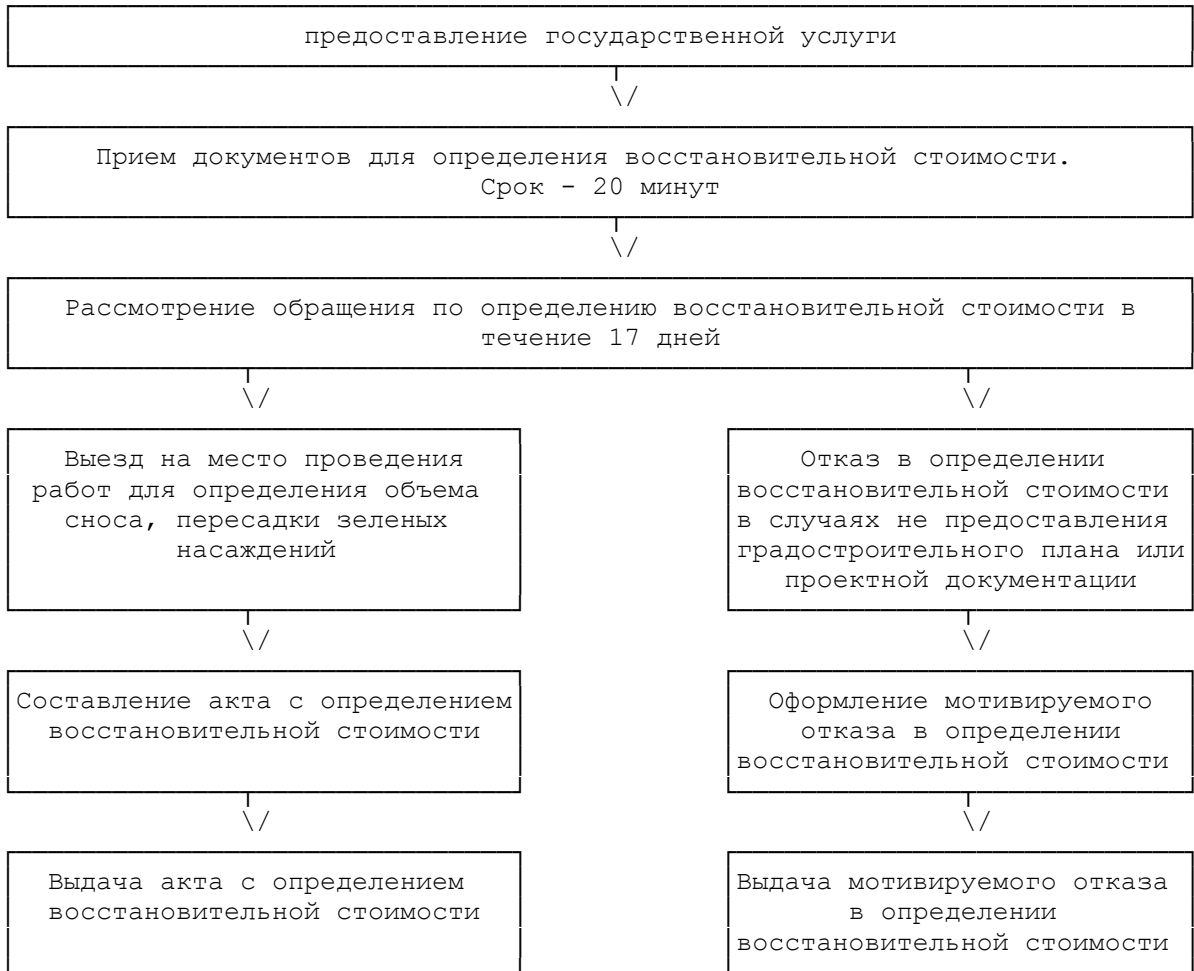 предоставление государственной услуги
\/
Прием документов для определения восстановительной стоимости.
Срок - 20 минут
\/
Рассмотрение обращения по определению восстановительной стоимости в
течение 17 дней
\/
\/
Выезд на место проведения
работ для определения объема
сноса, пересадки зеленых
насаждений
Отказ в определении
восстановительной стоимости
в случаях не предоставления
градостроительного плана или
проектной документации
\/
\/
Составление акта с определением
восстановительной стоимости
Оформление мотивируемого
отказа в определении
восстановительной стоимости
\/
\/
Выдача акта с определением
восстановительной стоимости
Выдача мотивируемого отказа
в определении
восстановительной стоимости